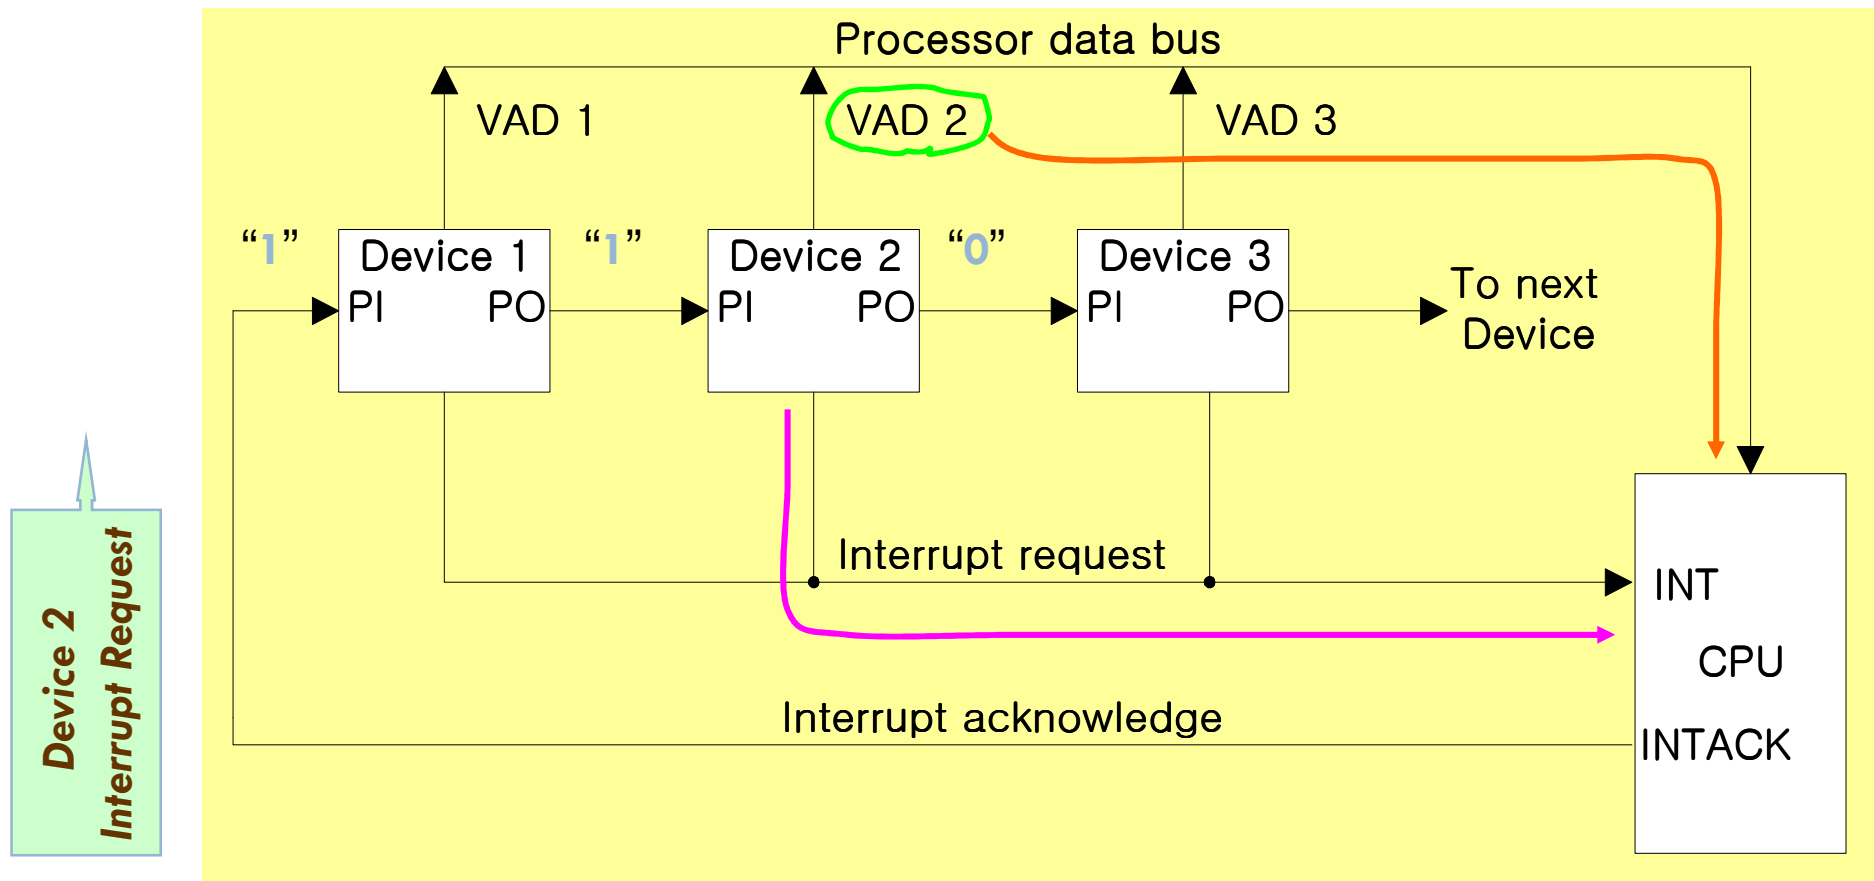 Processor data bus
VAD 1
VAD 2
VAD 3
“1”
“1”
“0”
Device 1
PI PO
Device 2
PI PO
Device 3
PI PO
To next
Device
Interrupt request
INT
CPU
Interrupt acknowledge
INTACK
Device 2
Interrupt Request